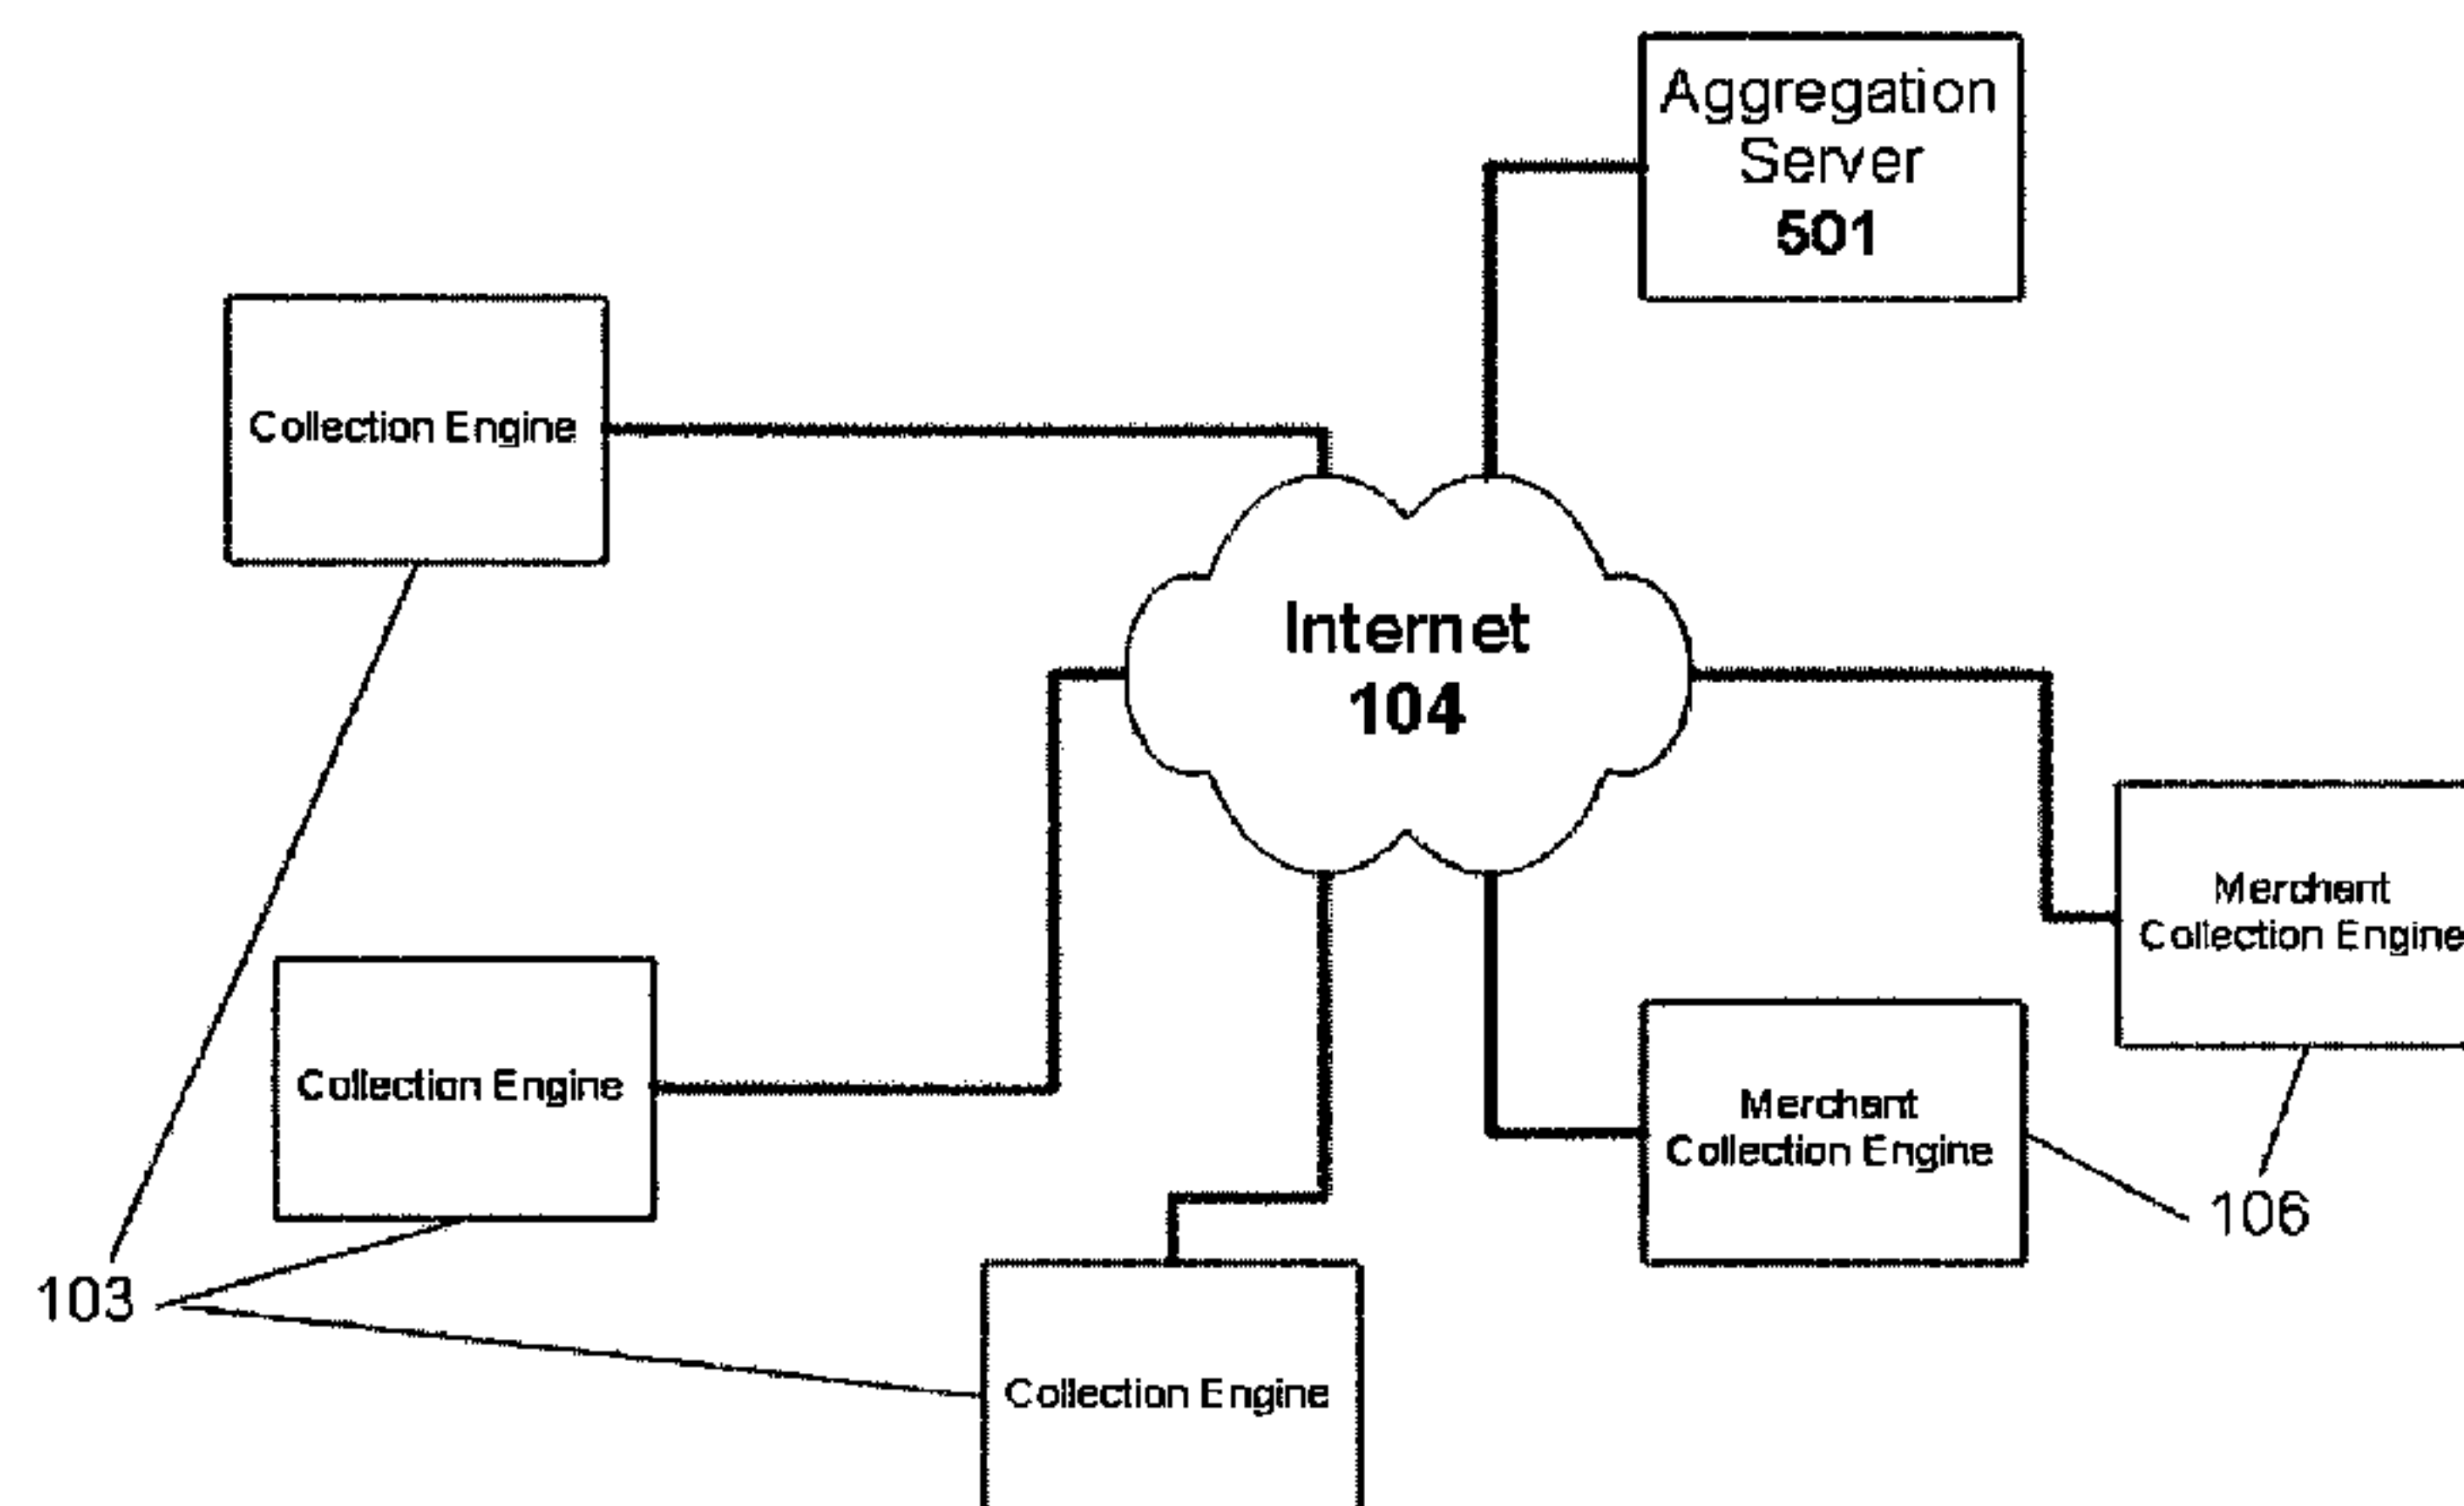 Aggregation
Server
501
Collection Engine
Internet
104
Merchant
Collection Engine
Collection Engine
Merchant
Collection Engine
106
103
Collection Engine